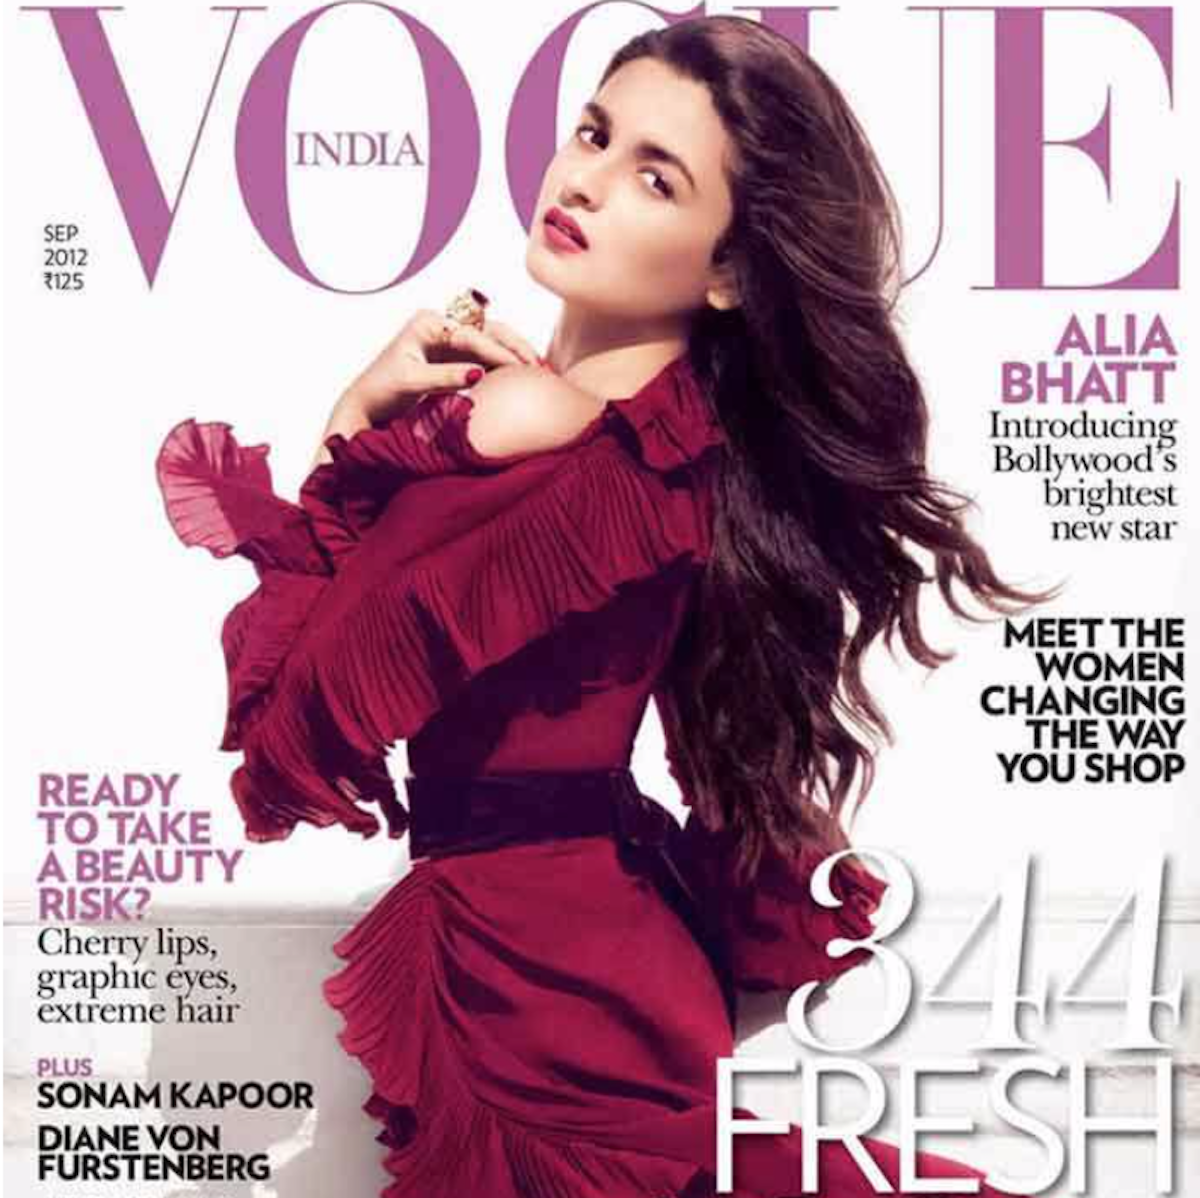 VOGUE
INDIA
SEP
2012
₹125
ALIA
BHATT
Introducing
Bollywood's
brightest
new star
MEET THE
WOMEN
CHANGING
THE WAY
YOU SHOP
READY
TO TAKE
A BEAUTY
RISK?
Cherry lips,
graphic eyes,
extreme hair
PLUS
SONAM KAPOOR
DIANE VON
FURSTENBERG
344
FRESH